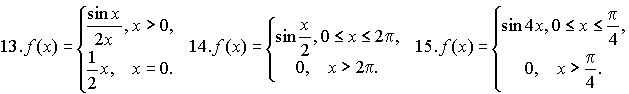 13. f(x) = { sin x / 2x, x > 0, 1/2 x, x = 0.
14. f(x) = { sin x/2, 0 ≤ x ≤ 2π, 0, x > 2π.
15. f(x) = { sin 4x, 0 ≤ x ≤ π/4, 0, x > π/4.